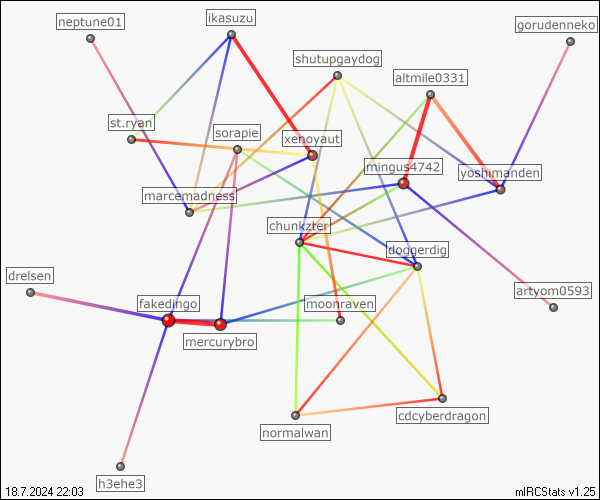 neptune01
ikasuzu
gorudenneko
shutupgaydog
altmile0331
st.ryan
sorapie
xenoyaut
mingus4742
yoshimanden
marcemadness
chunkzter
doggerdig
drelsen
fakedingo
moonraven
artyom0593
mercurybro
cdcyberdragon
normalwan
h3ehe3
18.7.2024 22:03
mIRCStats v1.25